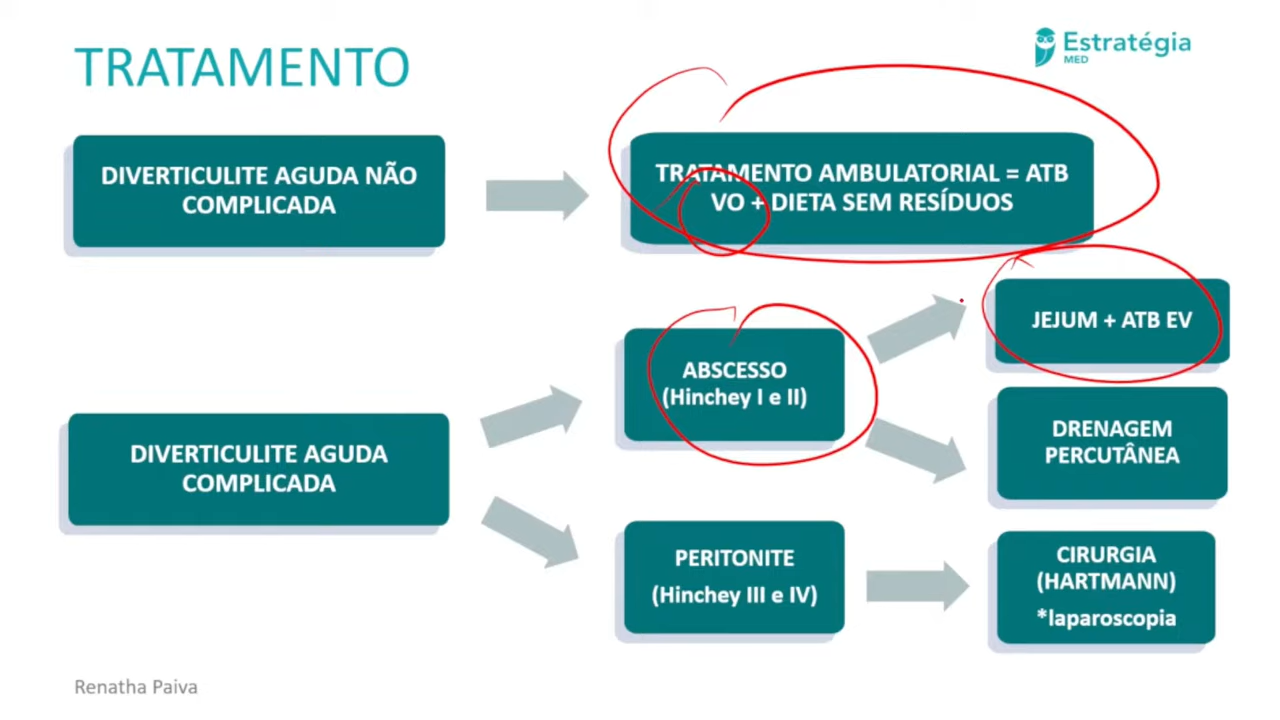 TRATAMENTO
Estratégia
MED
DIVERTICULITE AGUDA NÃO
COMPLICADA
TRATAMENTO AMBULATORIAL = ATB
VO + DIETA SEM RESÍDUOS
DIVERTICULITE AGUDA
COMPLICADA
ABSCESSO
(Hinchey I e II)
JEJUM + ATB EV
DRENAGEM
PERCUTÂNEA
PERITONITE
(Hinchey III e IV)
CIRURGIA
(HARTMANN)
*laparoscopia
Renatha Paiva